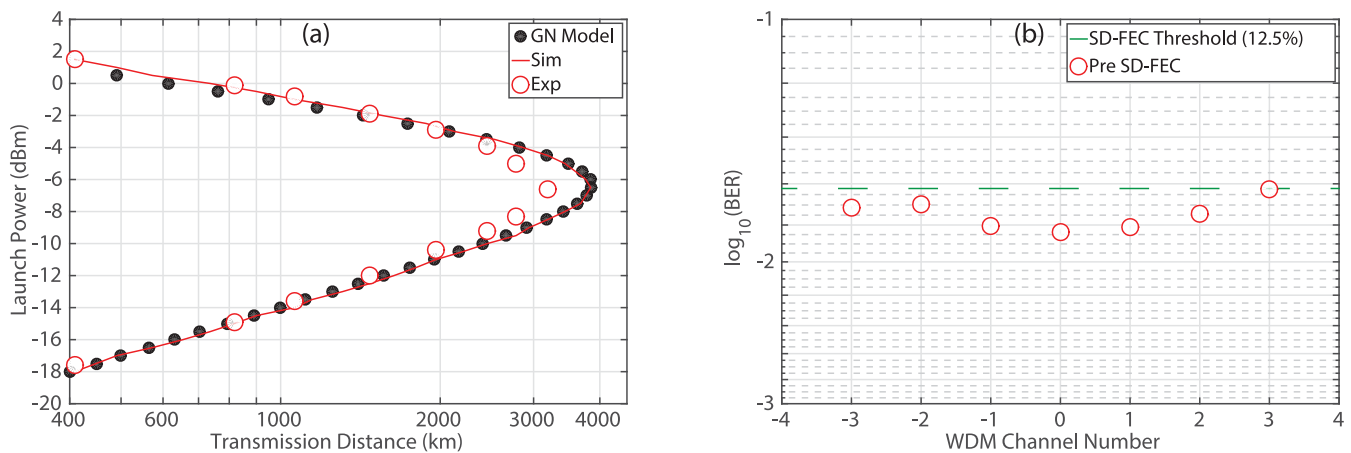 (a)
GN Model
Sim
Exp
4
2
0
-2
-4
-6
-8
-10
-12
-14
-16
-18
-20
Launch Power (dBm)
400
600
1000
2000
3000
4000
Transmission Distance (km)
(b)
SD-FEC Threshold (12.5%)
Pre SD-FEC
-1
-2
-3
log10(BER)
-4
-3
-2
-1
0
1
2
3
4
WDM Channel Number